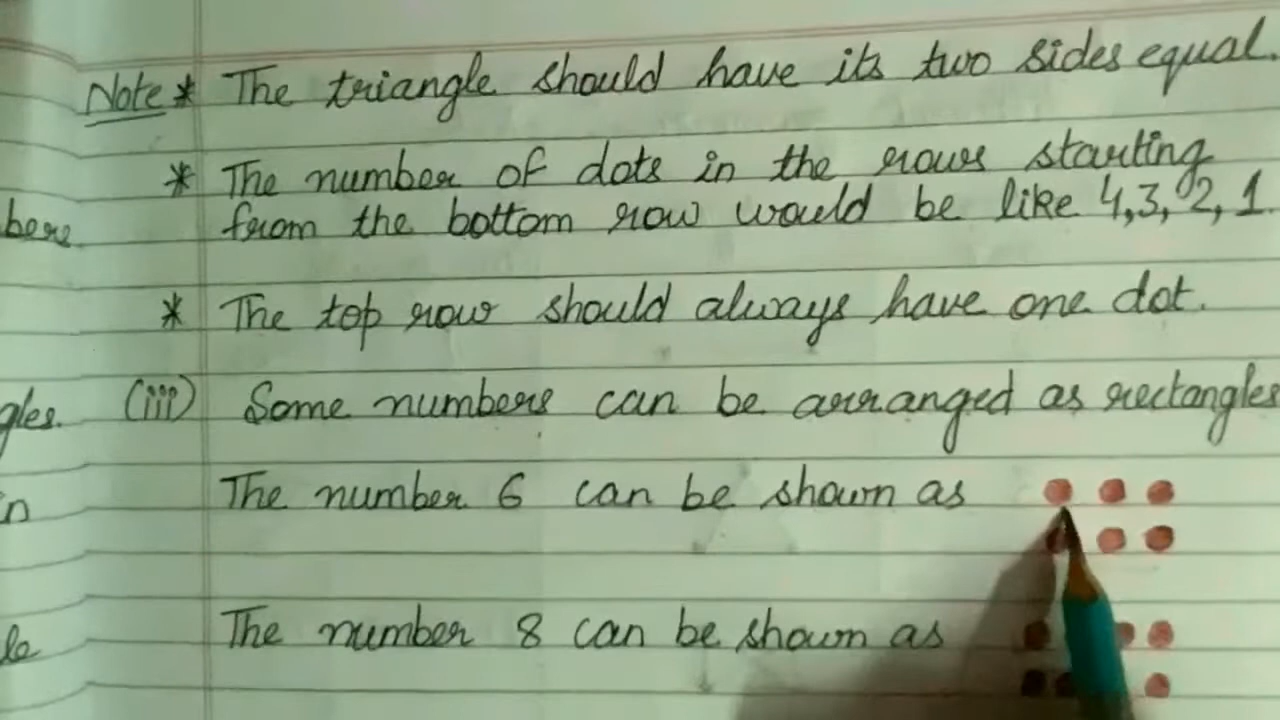 Note * The triangle should have its two sides equal.
* The number of dots in the rows starting
from the bottom row would be like 4,3, 2, 1
* The top row should always have one dot.
(iii) Some numbers can be arranged as rectangles
The number 6 can be shown as
The number 8 can be shown as